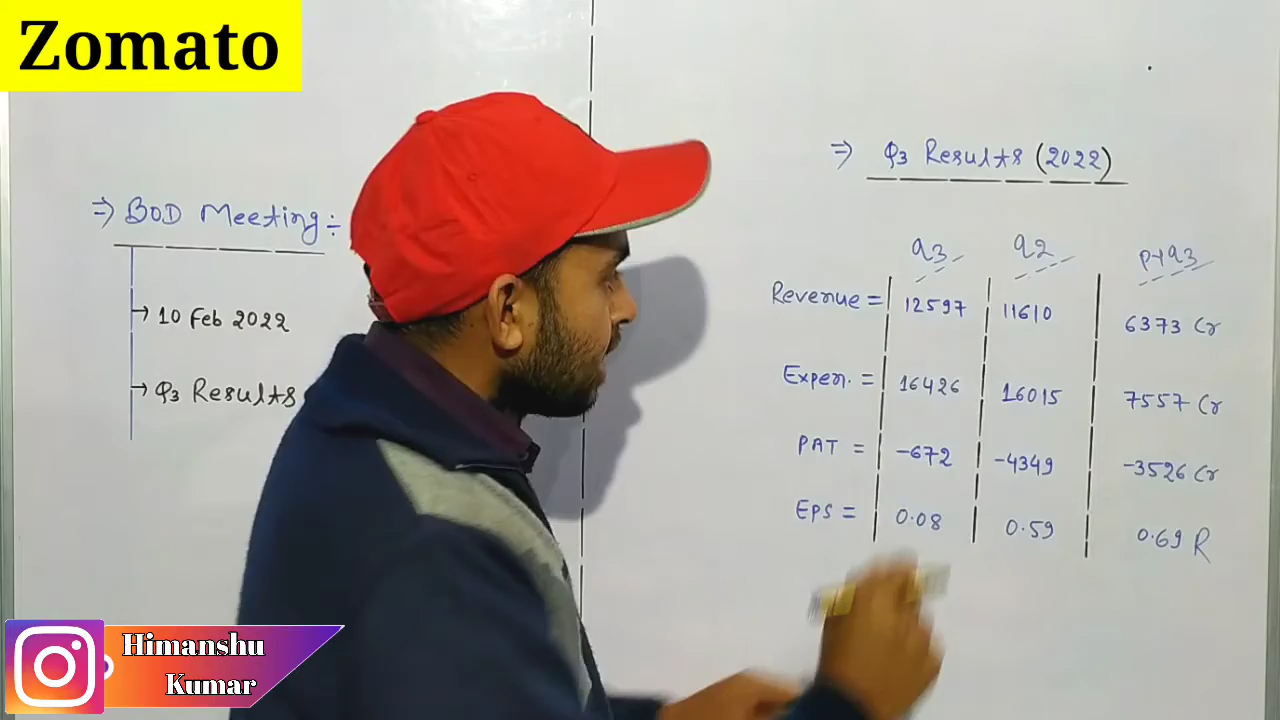 Zomato
⇒ BOD Meeting ÷
→ 10 Feb 2022
→ Q3 Results
⇒ Q3 Results (2022)
Q3 Q2 P+Q3
Revenue = 12597 11610 6373 Cr
Expen. = 16426 16015 7557 Cr
PAT = -672 -4349 -3526 Cr
EPS = 0.08 0.59 0.69 R
Himanshu
Kumar